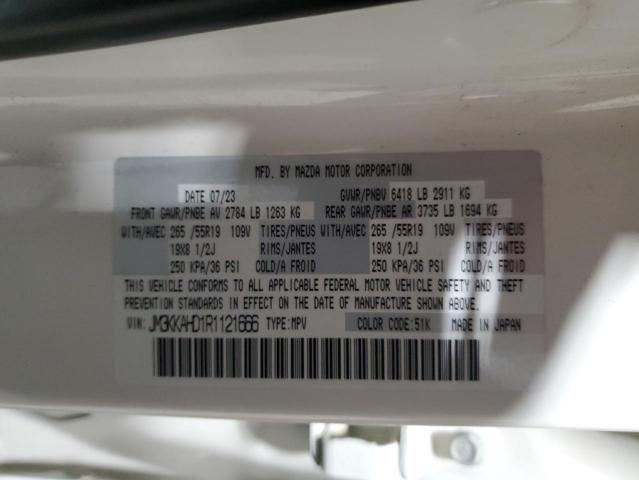 MFD. BY MAZDA MOTOR CORPORATION
DATE 07/23 GVWR/PNBV 6418 LB 2911 KG
FRONT GAWR/PNBE AV 2784 LB 1263 KG REAR GAWR/PNBE AR 3735 LB 1694 KG
WITH/AVEC 265 /55R19 109V TIRES/PNEUS WITH/AVEC 265 /55R19 109V TIRES/PNEUS
19X8 1/2J RIMS/JANTES 19X8 1/2J RIMS/JANTES
250 KPA/36 PSI COLD/A FROID 250 KPA/36 PSI COLD/A FROID
THIS VEHICLE CONFORMS TO ALL APPLICABLE FEDERAL MOTOR VEHICLE SAFETY AND THEFT
PREVENTION STANDARDS IN EFFECT ON THE DATE OF MANUFACTURE SHOWN ABOVE.
VIN: JM3KKAHD1R1121666 TYPE:MPV COLOR CODE:51K MADE IN JAPAN